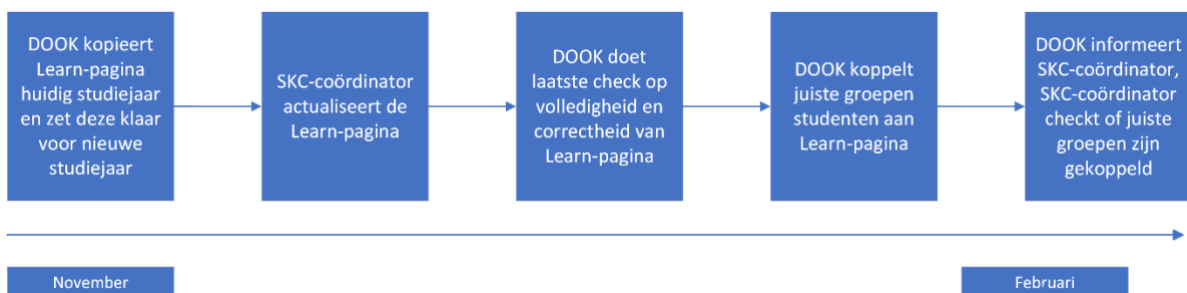 DOOK kopieert
Learn-pagina
huidig studiejaar
en zet deze klaar
voor nieuwe
studiejaar
SKC-coördinator
actualiseert de
Learn-pagina
DOOK doet
laatste check op
volledigheid en
correctheid van
Learn-pagina
DOOK koppelt
juiste groepen
studenten aan
Learn-pagina
DOOK informeert
SKC-coördinator,
SKC-coördinator
checkt of juiste
groepen zijn
gekoppeld
November
Februari